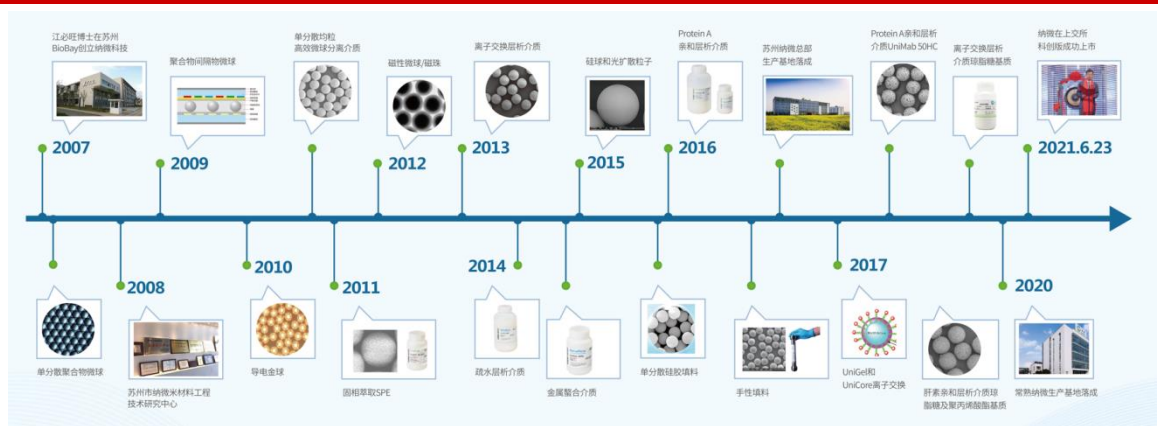 江必旺博士在苏州
BioBay创立纳微科技
2007
聚合物间隔物微球
2009
单分散均粒
高效微球分离介质
磁性微球/磁珠
2012
离子交换层析介质
2013
硅球和光扩散粒子
2015
Protein A
亲和层析介质
2016
苏州纳微总部
生产基地落成
Protein A亲和层析
介质UniMab 50HC
离子交换层析
介质琼脂糖基质
纳微在上交所
科创版成功上市
2021.6.23
单分散聚合物微球
2008
苏州市纳微米材料工程
技术研究中心
2010
导电金球
2011
固相萃取SPE
2014
疏水层析介质
金属螯合介质
单分散硅胶填料
手性填料
2017
UniGel和
UniCore离子交换
肝素亲和层析介质琼
脂糖及聚丙烯酸酯基质
2020
常熟纳微生产基地落成